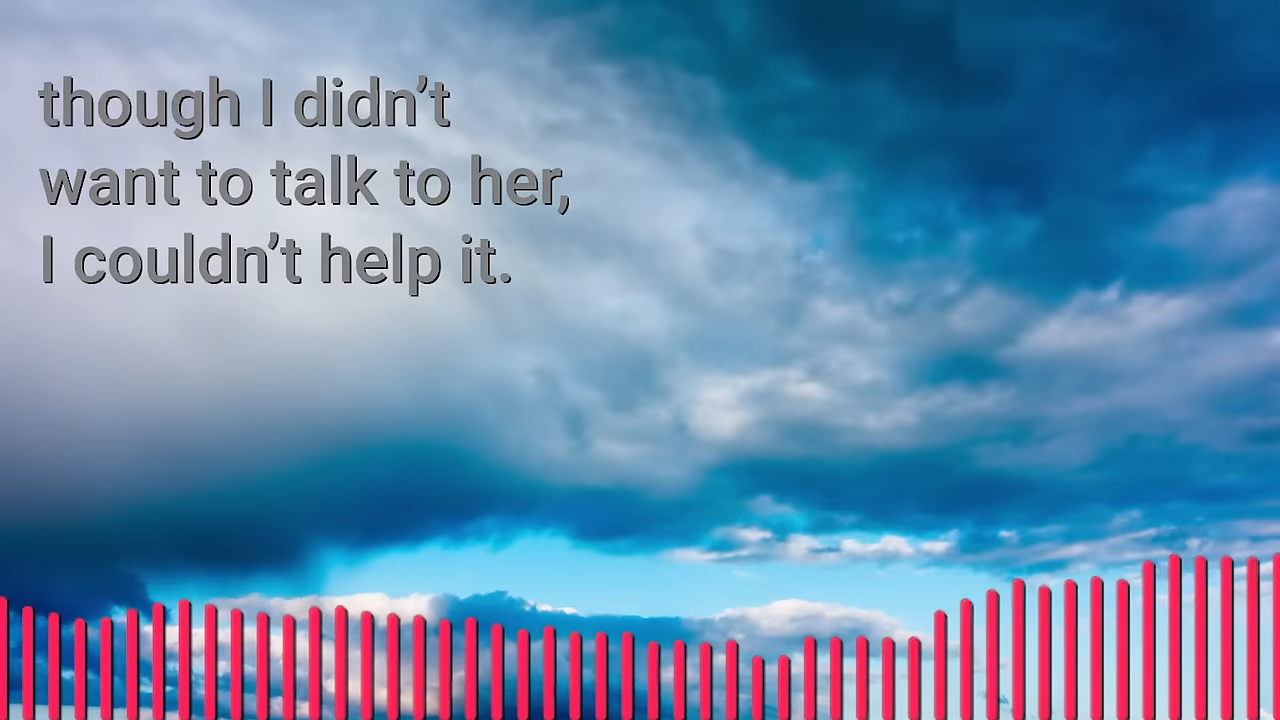 though I didn’t
want to talk to her,
I couldn’t help it.